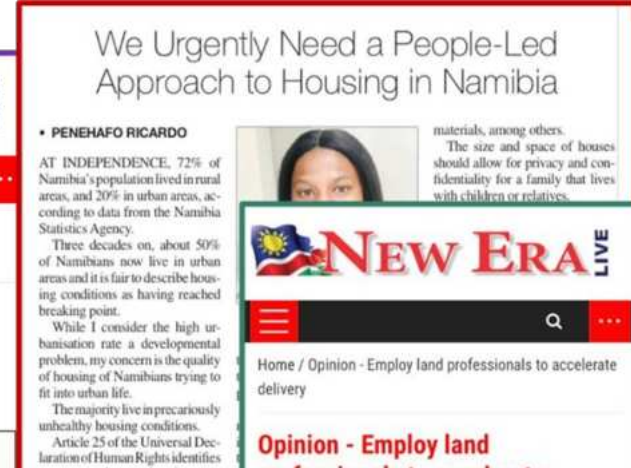 We Urgently Need a People-Led
Approach to Housing in Namibia
• PENEHAFO RICARDO
AT INDEPENDENCE, 72% of
Namibia's population lived in rural
areas, and 20% in urban areas, ac-
cording to data from the Namibia
Statistics Agency.
Three decades on, about 50%
of Namibians now live in urban
areas and it is fair to describe hous-
ing conditions as having reached
breaking point.
While I consider the high ur-
banisation rate a developmental
problem, my concern is the quality
of housing of Namibians trying to
fit into urban life.
The majority live in precariously
unhealthy housing conditions.
Article 25 of the Universal Dec-
laration of Human Rights identifies
materials, among others.
The size and space of houses
should allow for privacy and con-
fidentiality for a family that lives
with children or relatives.
NEW ERA LIVE
Home / Opinion - Employ land professionals to accelerate
delivery
Opinion - Employ land